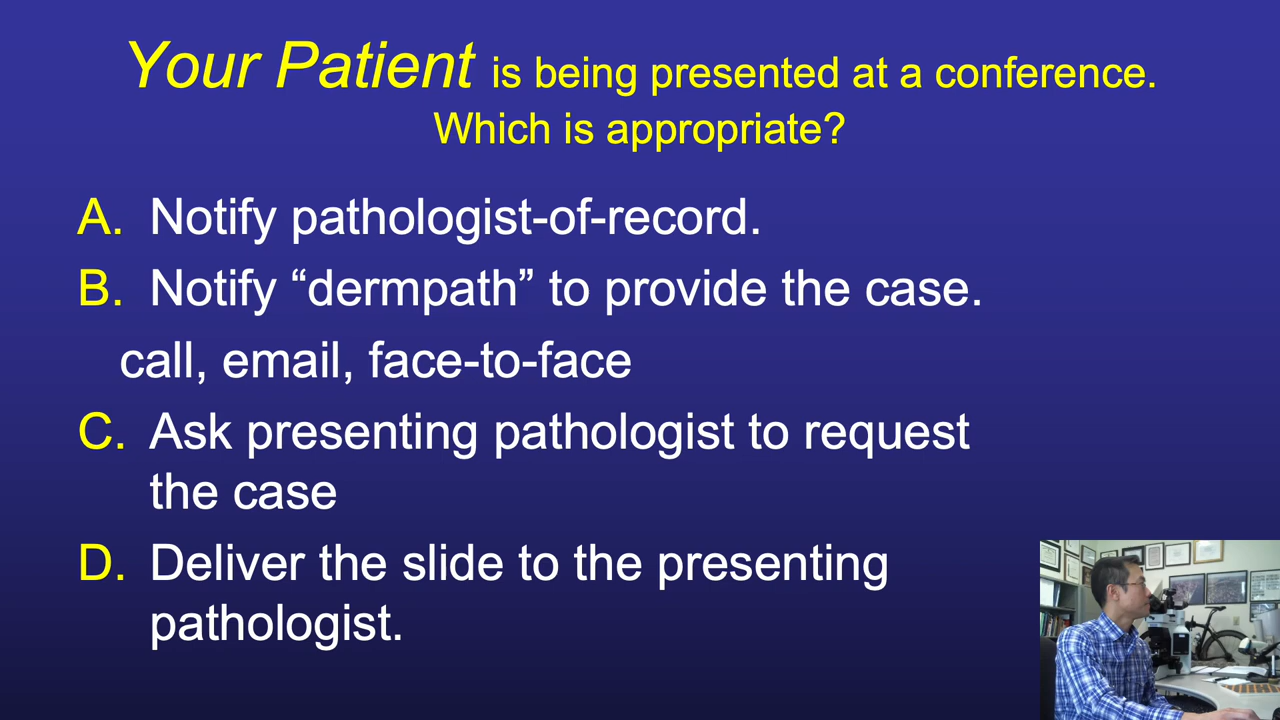 Your Patient is being presented at a conference.
Which is appropriate?
A. Notify pathologist-of-record.
B. Notify “dermpath” to provide the case.
call, email, face-to-face
C. Ask presenting pathologist to request
the case
D. Deliver the slide to the presenting
pathologist.